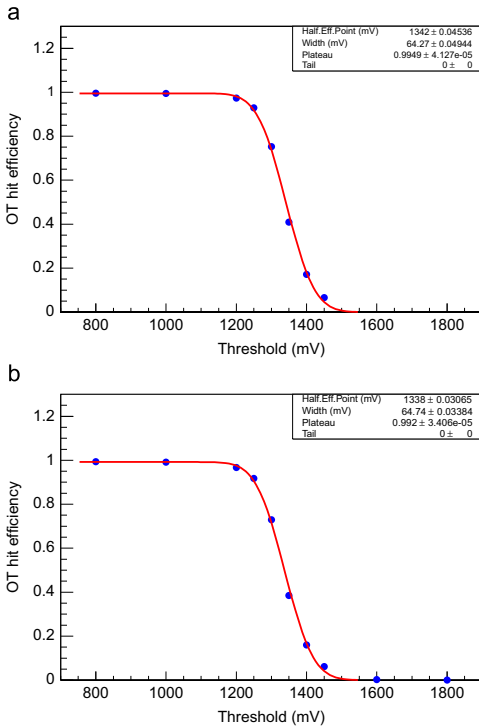 a
Half.Eff.Point (mV) 1342 ± 0.04536
Width (mV) 64.27 ± 0.04944
Plateau 0.9949 ± 4.127e-05
Tail 0 ± 0
1.2
1
0.8
0.6
0.4
0.2
0
OT hit efficiency
800 1000 1200 1400 1600 1800
Threshold (mV)
b
Half.Eff.Point (mV) 1338 ± 0.03065
Width (mV) 64.74 ± 0.03384
Plateau 0.992 ± 3.406e-05
Tail 0 ± 0
1.2
1
0.8
0.6
0.4
0.2
0
OT hit efficiency
800 1000 1200 1400 1600 1800
Threshold (mV)